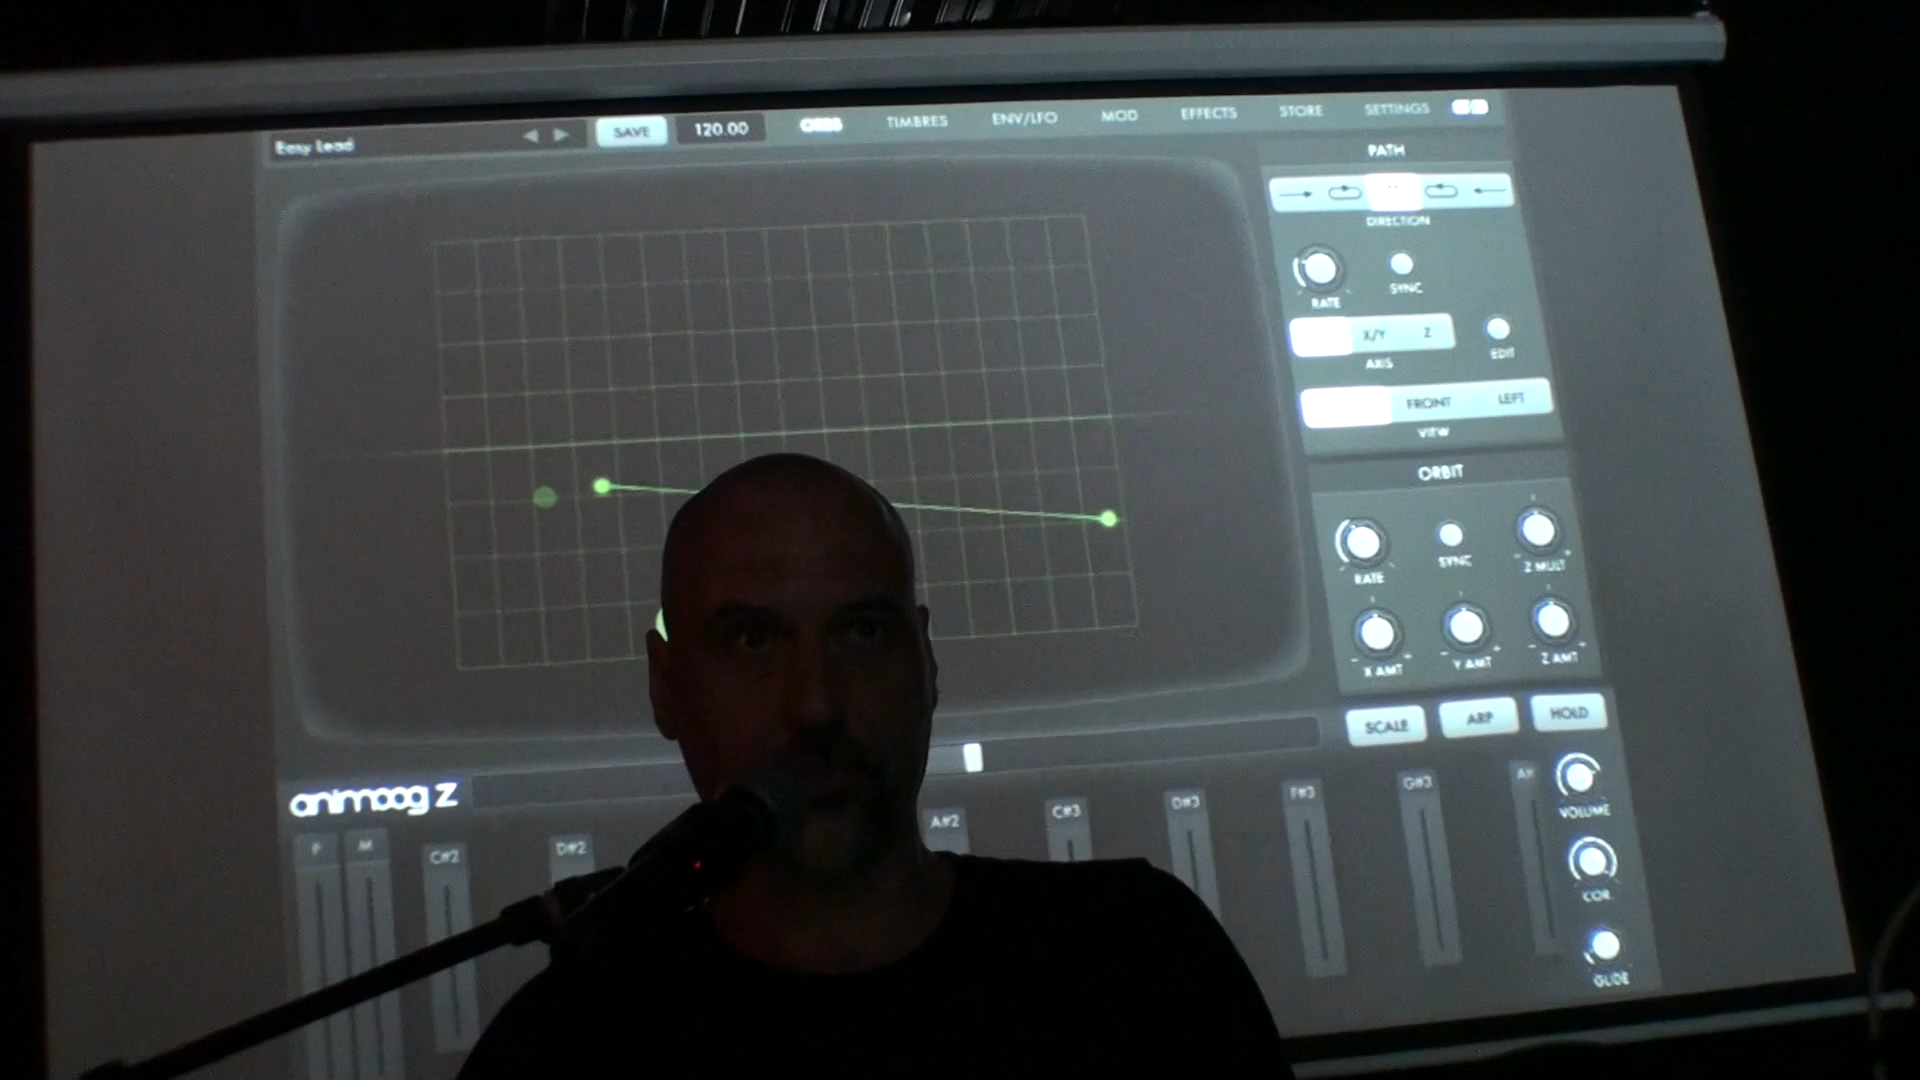 Easy Lead SAVE 120.00 ORBS TIMBRES ENV/LFO MOD EFFECTS STORE SETTINGS
PATH
DIRECTION
RATE SYNC
X/Y Z
AXIS EDIT
FRONT LEFT
VIEW
ORBIT
RATE SYNC Z MULT
X AMT Y AMT Z AMT
SCALE ARP HOLD
animoog Z
P M C#2 D#2 A#2 C#3 D#3 F#3 G#3
VOLUME
COR.
GLIDE